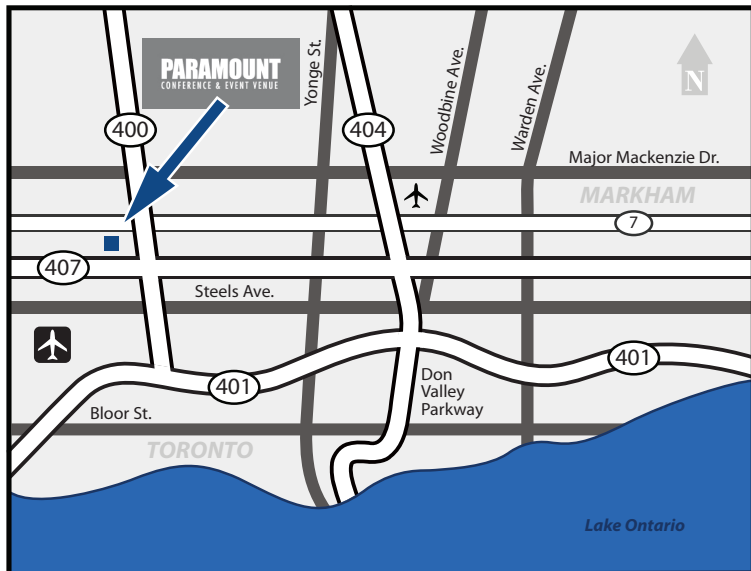 PARAMOUNT
CONFERENCE & EVENT VENUE
Yonge St.
Woodbine Ave.
Warden Ave.
N
400
404
Major Mackenzie Dr.
MARKHAM
7
407
Steels Ave.
401
401
Don
Valley
Parkway
Bloor St.
TORONTO
Lake Ontario